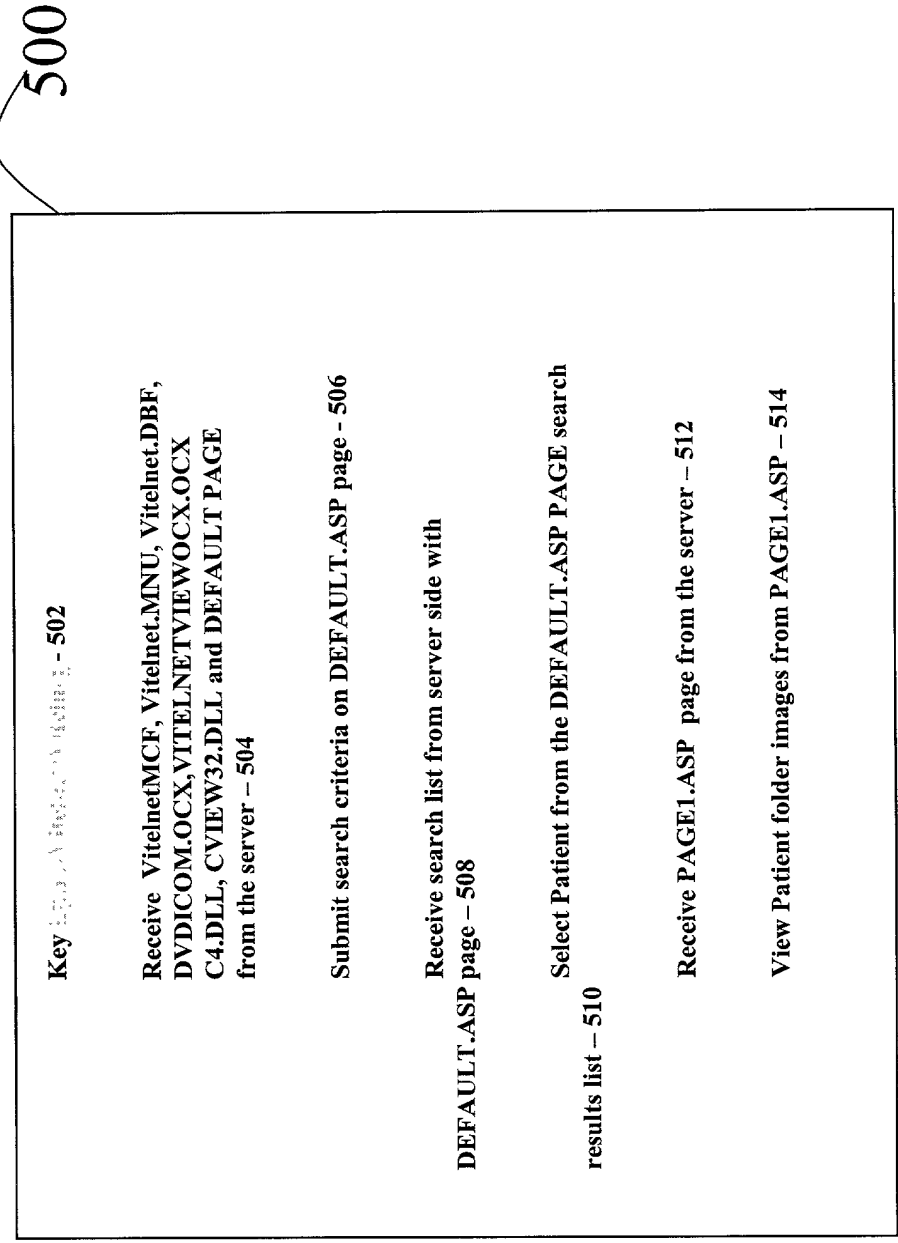 500
Key - 502
Receive VitelnetMCF, Vitelnet.MNU, Vitelnet.DBF,
DVDICOM.OCX,VITELNETVIEWOCX.OCX
C4.DLL, CVIEW32.DLL and DEFAULT PAGE
from the server – 504
Submit search criteria on DEFAULT.ASP page - 506
Receive search list from server side with
DEFAULT.ASP page – 508
Select Patient from the DEFAULT.ASP PAGE search
results list – 510
Receive PAGE1.ASP page from the server – 512
View Patient folder images from PAGE1.ASP – 514